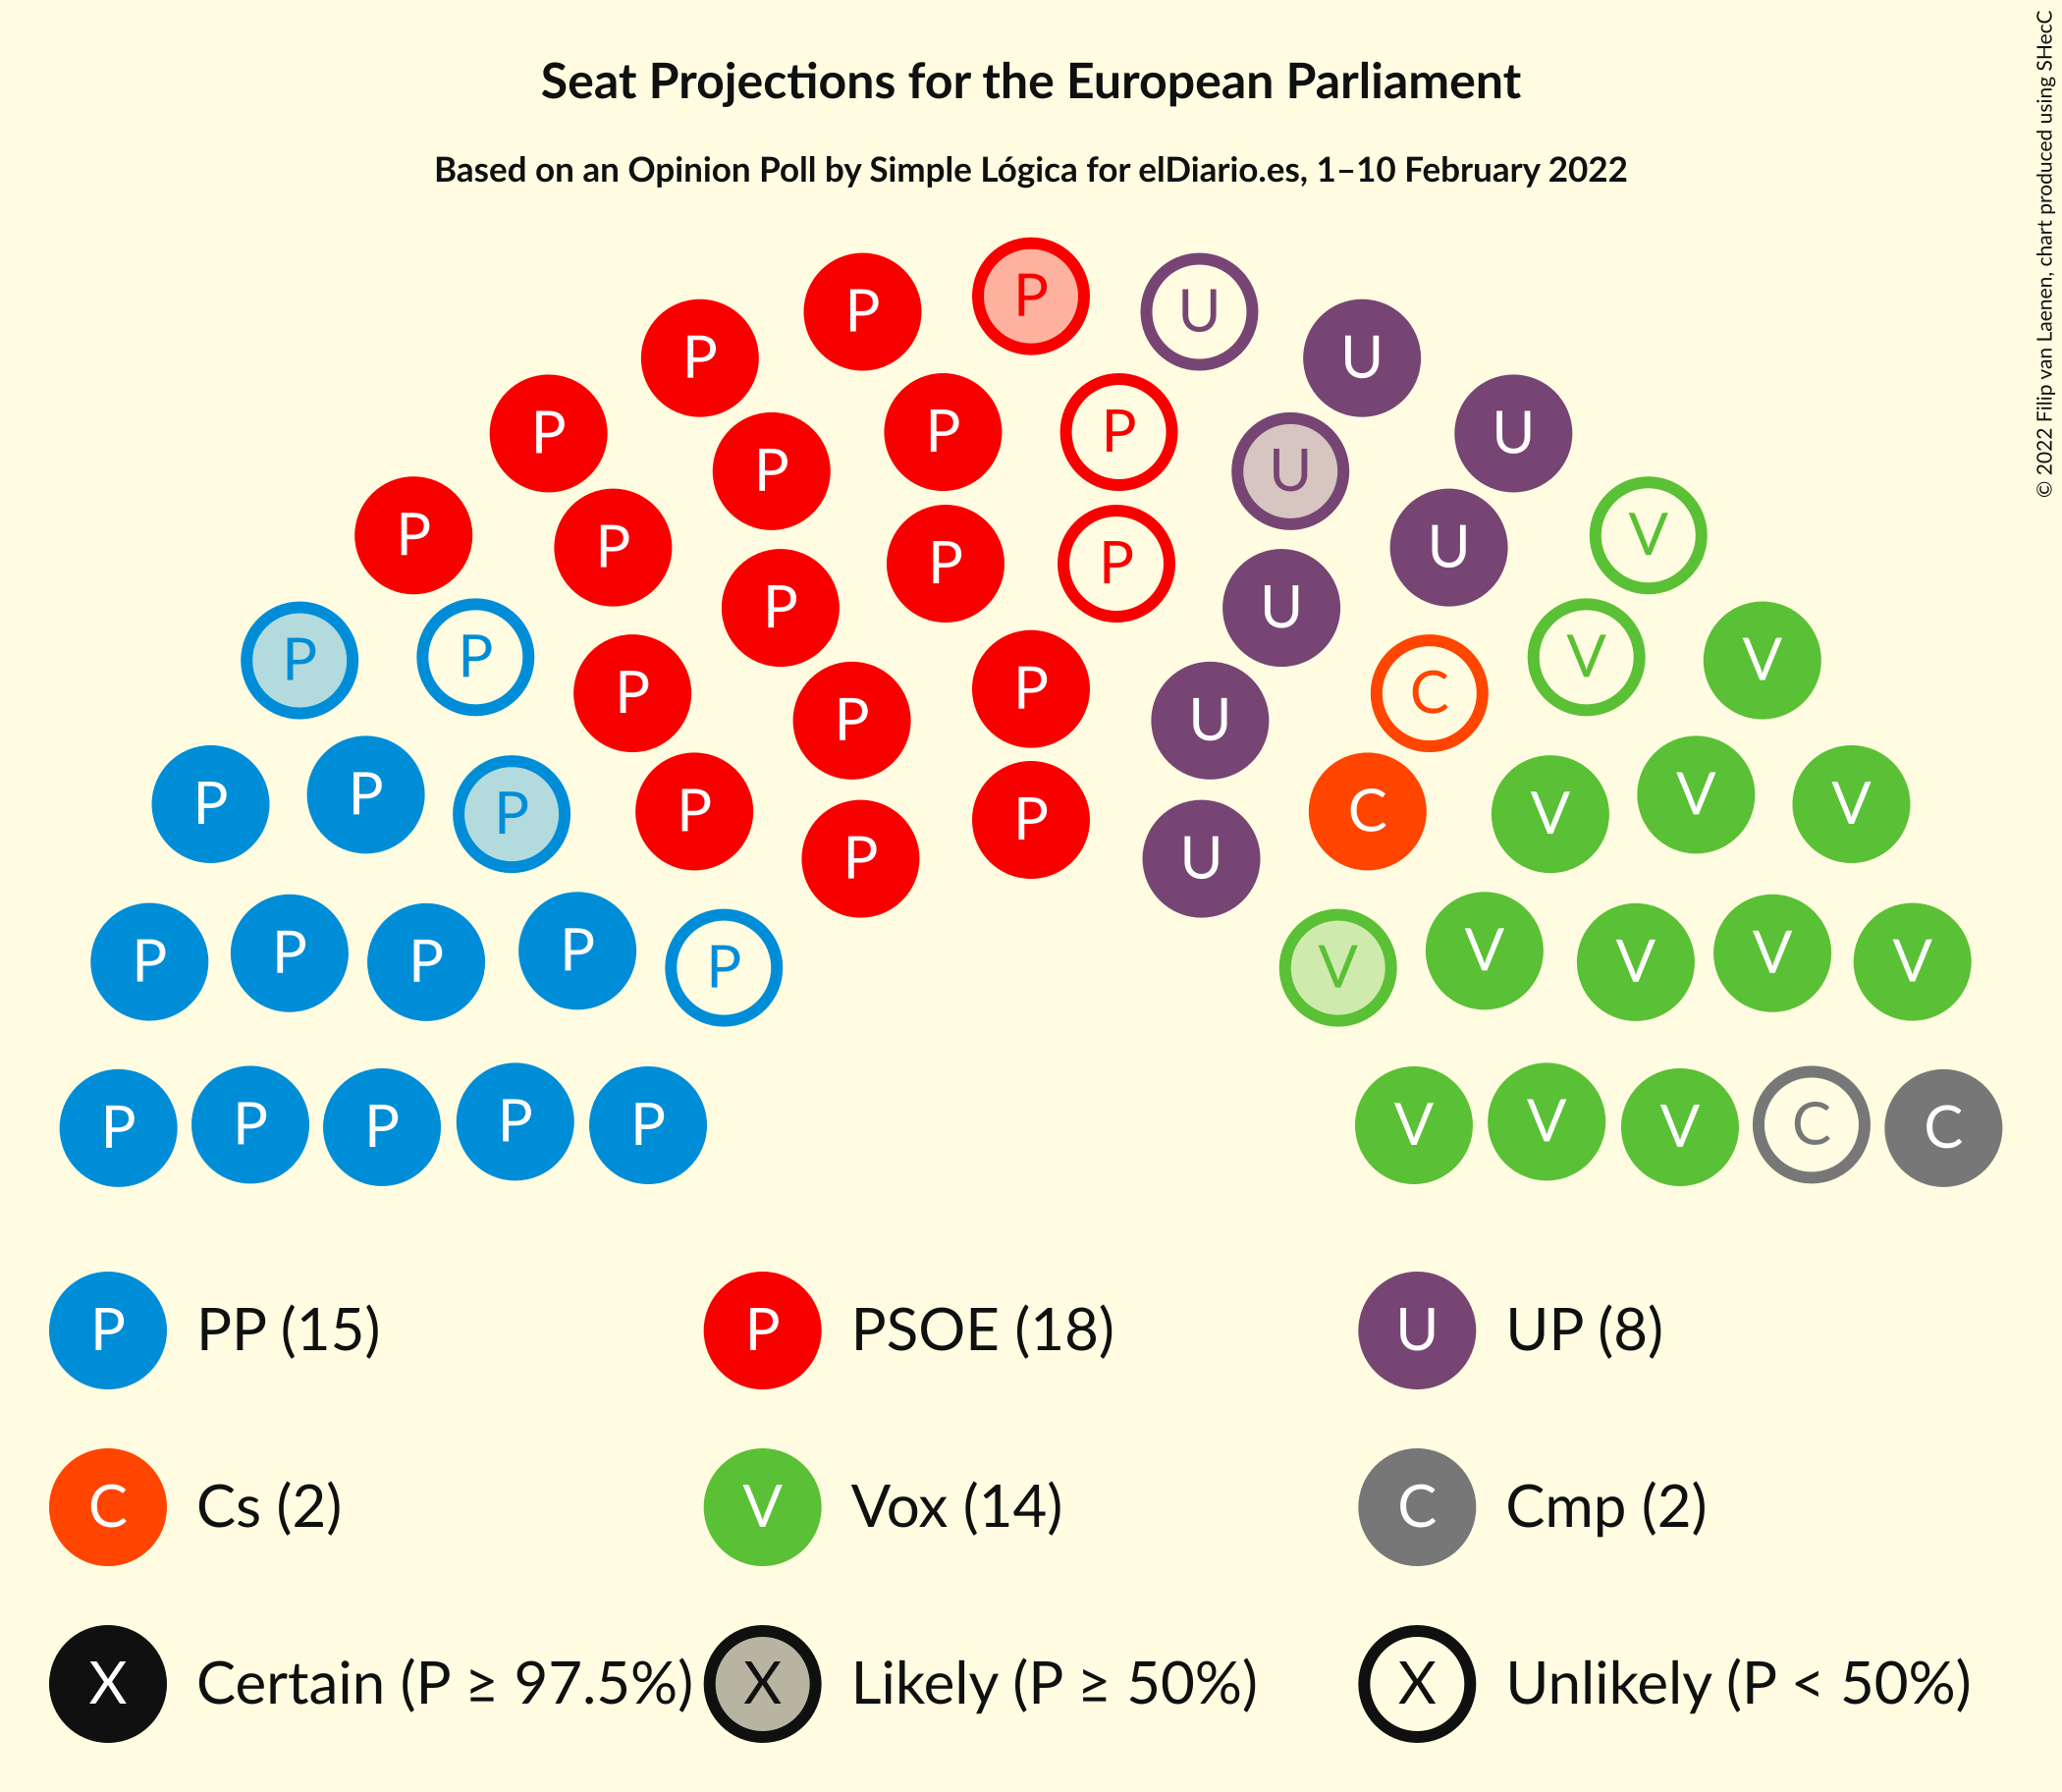 Seat Projections for the European Parliament
Based on an Opinion Poll by Simple Lógica for elDiario.es, 1–10 February 2022
© 2022 Filip van Laenen, chart produced using SHecC
P P P U U
P P P P U U
P P P U V
P P P P U V
P P P P P U C V V
P P P P P C V V V
P P U
P P P P P V V V V V
P P P P P V V V C C
P PP (15) P PSOE (18) U UP (8)
C Cs (2) V Vox (14) C Cmp (2)
X Certain (P ≥ 97.5%) X Likely (P ≥ 50%) X Unlikely (P < 50%)